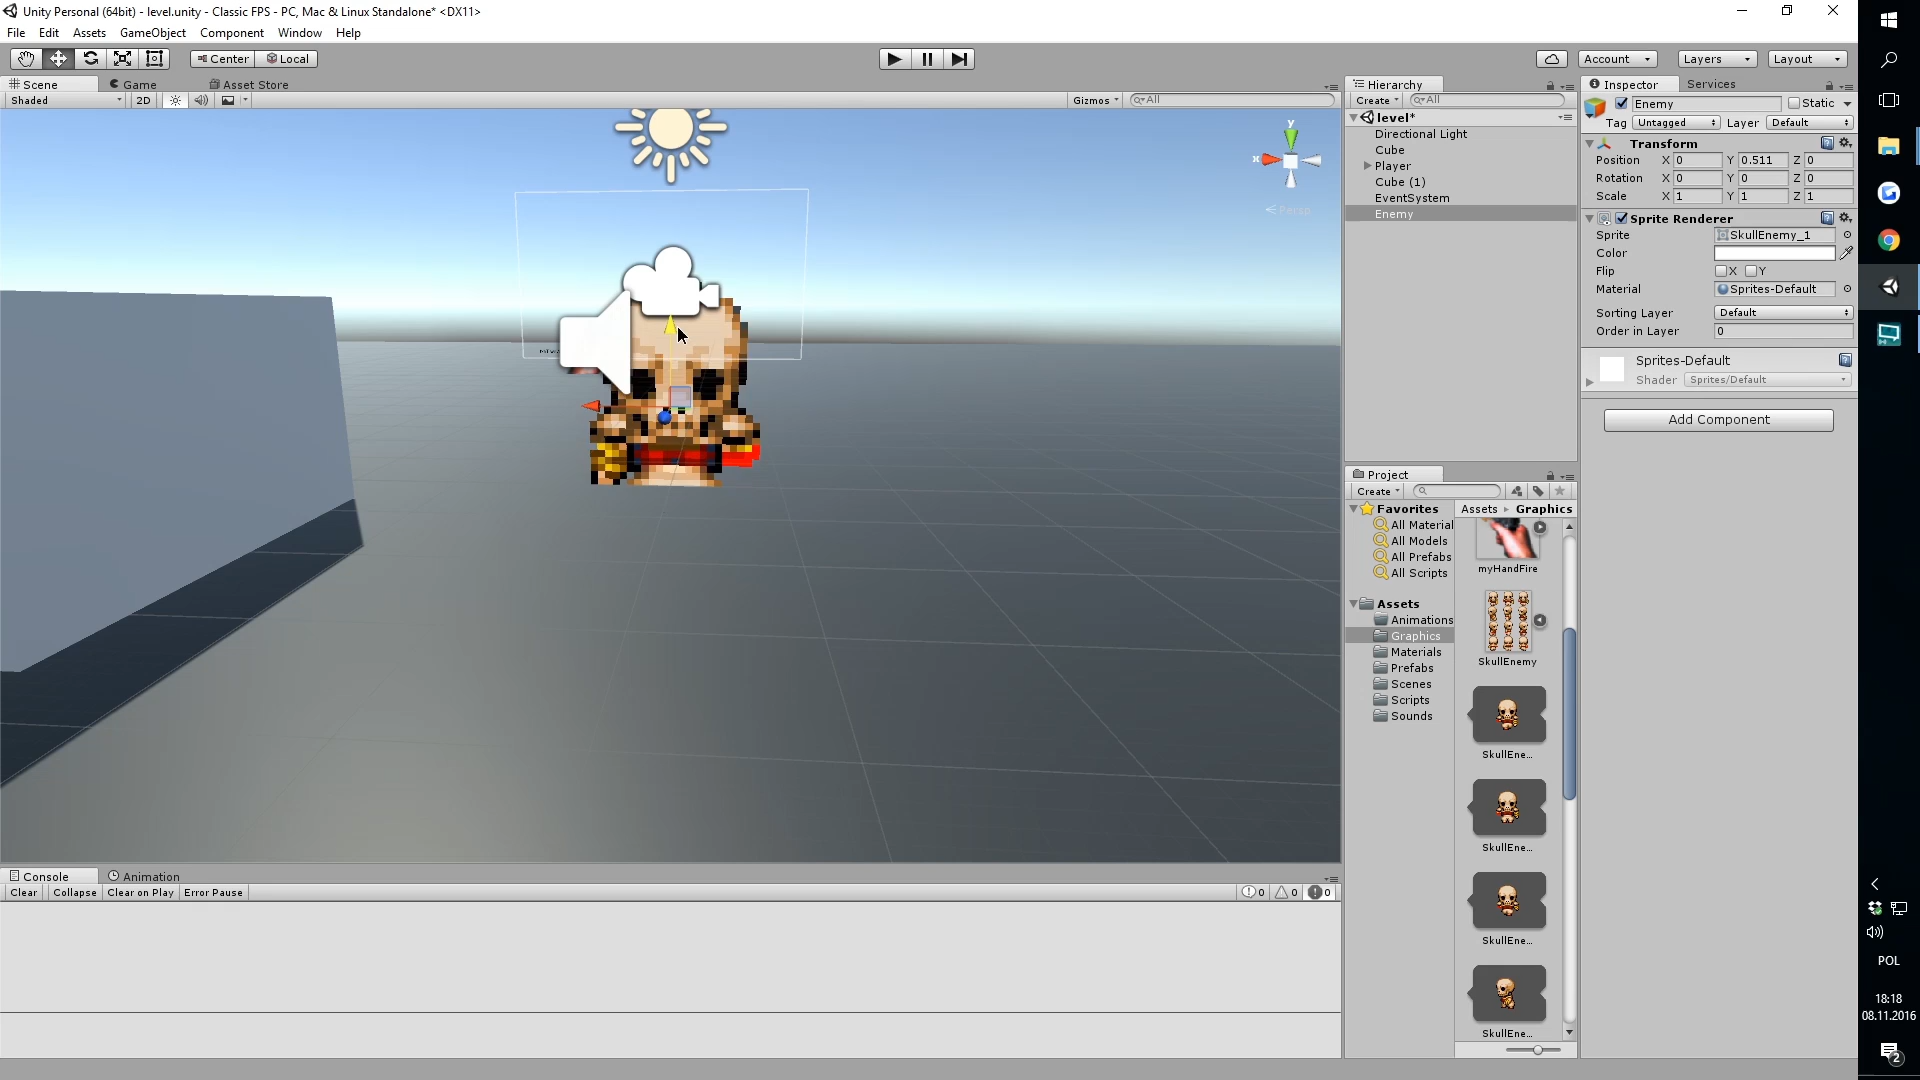 Unity Personal (64bit) - level.unity - Classic FPS - PC, Mac & Linux Standalone* <DX11>
File Edit Assets GameObject Component Window Help
Center Local Account Layers Layout
Scene Game Asset Store
Shaded 2D Gizmos All
y
x
Persp
Hierarchy
Create All
level*
Directional Light
Cube
Player
Cube (1)
EventSystem
Enemy
Inspector Services
Enemy Static
Tag Untagged Layer Default
Transform
Position X 0 Y 0.511 Z 0
Rotation X 0 Y 0 Z 0
Scale X 1 Y 1 Z 1
Sprite Renderer
Sprite SkullEnemy_1
Color
Flip X Y
Material Sprites-Default
Sorting Layer Default
Order in Layer 0
Sprites-Default
Shader Sprites/Default
Add Component
Project
Create
Favorites
All Material
All Models
All Prefabs
All Scripts
Assets
Animations
Graphics
Materials
Prefabs
Scenes
Scripts
Sounds
Assets Graphics
myHandFire
SkullEnemy
SkullEne...
SkullEne...
SkullEne...
SkullEne...
Console Animation
Clear Collapse Clear on Play Error Pause 0 0 0
POL
18:18
08.11.2016
2